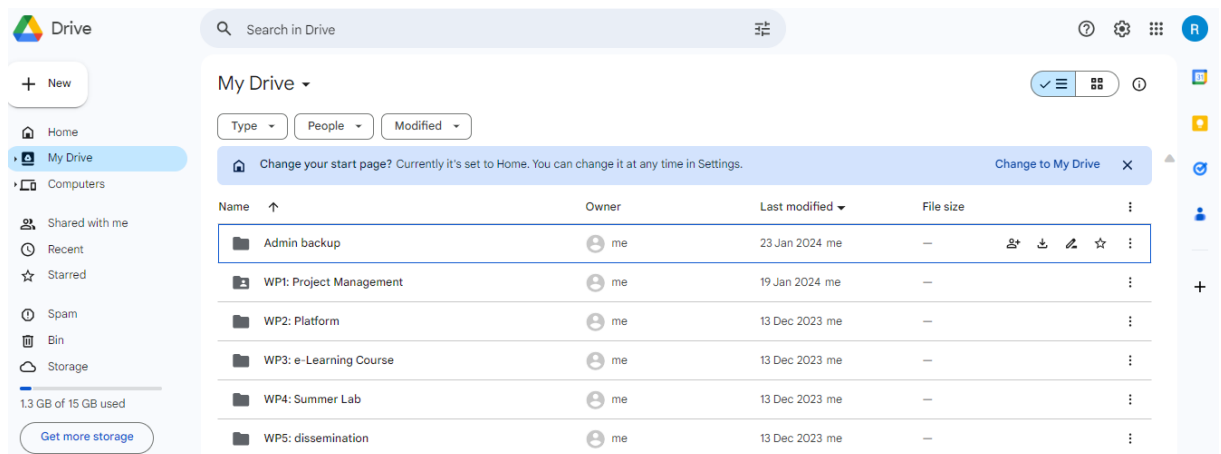 Drive
Search in Drive
R
New
My Drive
Type People Modified
Home
My Drive
Computers
Shared with me
Recent
Starred
Spam
Bin
Storage
1.3 GB of 15 GB used
Get more storage
Change your start page? Currently it's set to Home. You can change it at any time in Settings. Change to My Drive
Name Owner Last modified File size
Admin backup me 23 Jan 2024 me —
WP1: Project Management me 19 Jan 2024 me —
WP2: Platform me 13 Dec 2023 me —
WP3: e-Learning Course me 13 Dec 2023 me —
WP4: Summer Lab me 13 Dec 2023 me —
WP5: dissemination me 13 Dec 2023 me —
31